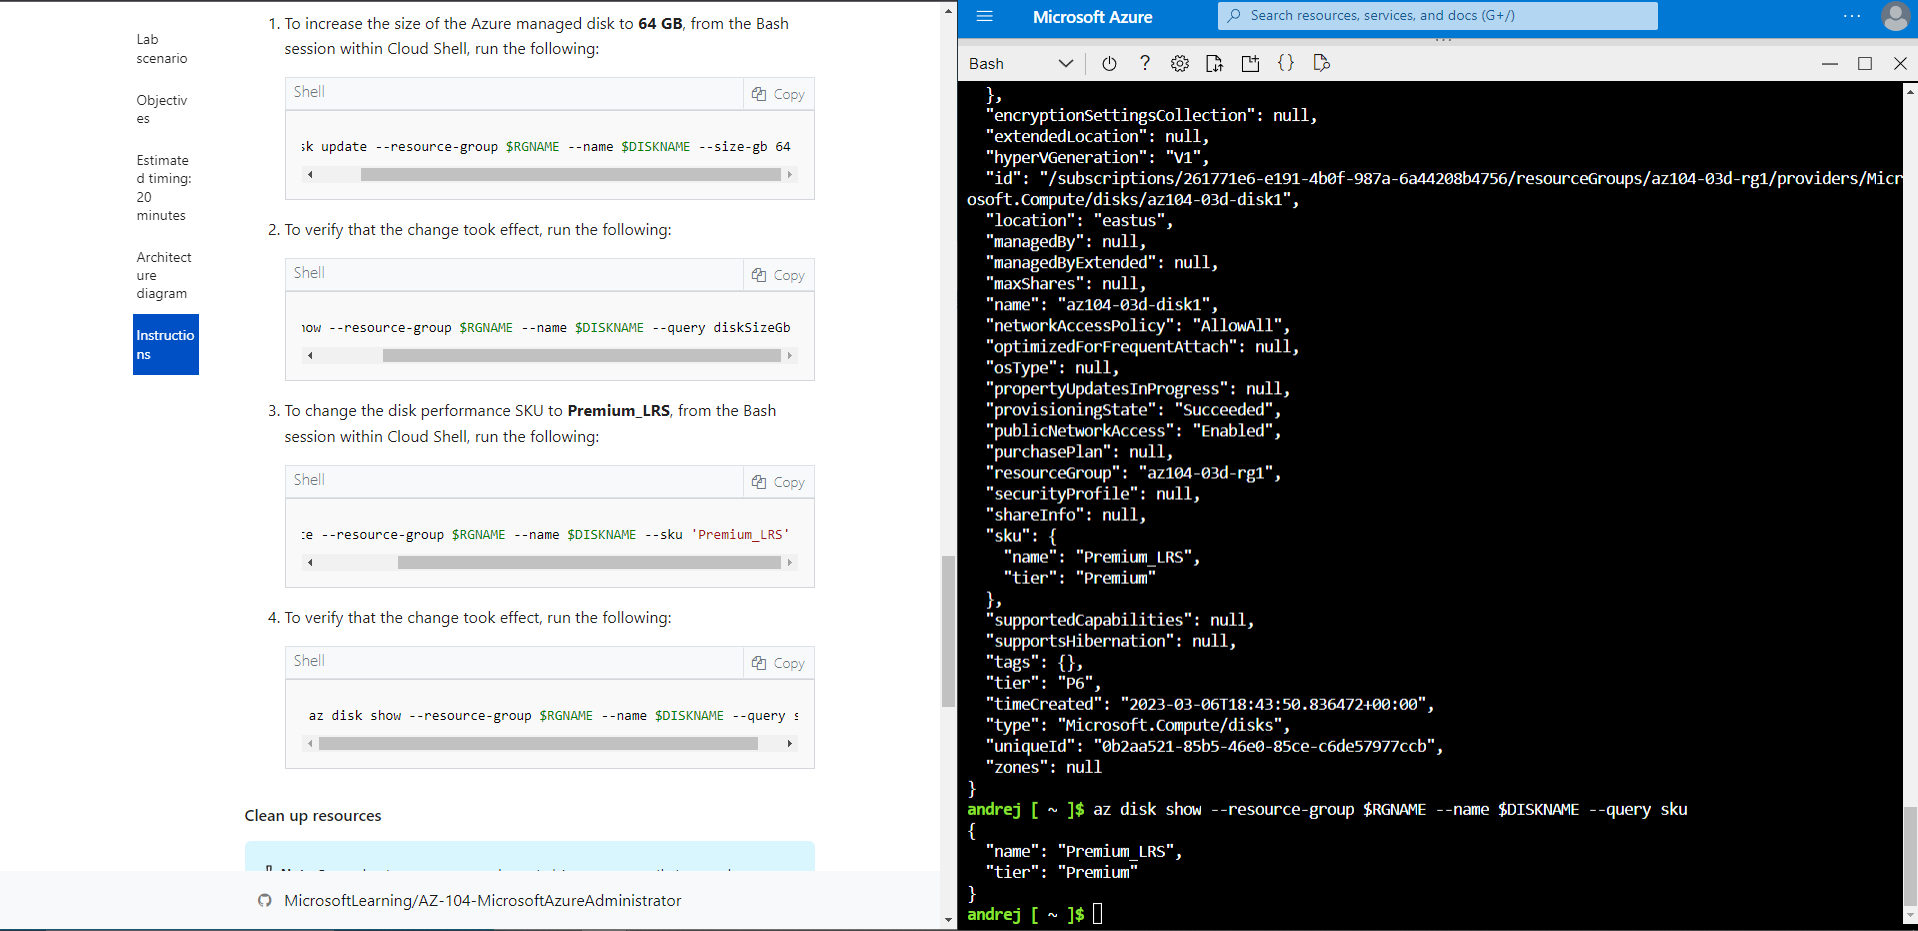 Lab
scenario
Objectiv
es
Estimate
d timing:
20
minutes
Architect
ure
diagram
Instructio
ns
1. To increase the size of the Azure managed disk to 64 GB, from the Bash
session within Cloud Shell, run the following:
Shell
Copy
sk update --resource-group $RGNAME --name $DISKNAME --size-gb 64
2. To verify that the change took effect, run the following:
Shell
Copy
how --resource-group $RGNAME --name $DISKNAME --query diskSizeGb
3. To change the disk performance SKU to Premium_LRS, from the Bash
session within Cloud Shell, run the following:
Shell
Copy
te --resource-group $RGNAME --name $DISKNAME --sku 'Premium_LRS'
4. To verify that the change took effect, run the following:
Shell
Copy
az disk show --resource-group $RGNAME --name $DISKNAME --query s
Clean up resources
MicrosoftLearning/AZ-104-MicrosoftAzureAdministrator
Microsoft Azure
Search resources, services, and docs (G+/)
Bash
},
"encryptionSettingsCollection": null,
"extendedLocation": null,
"hyperVGeneration": "V1",
"id": "/subscriptions/261771e6-e191-4b0f-987a-6a44208b4756/resourceGroups/az104-03d-rg1/providers/Micr
osoft.Compute/disks/az104-03d-disk1",
"location": "eastus",
"managedBy": null,
"managedByExtended": null,
"maxShares": null,
"name": "az104-03d-disk1",
"networkAccessPolicy": "AllowAll",
"optimizedForFrequentAttach": null,
"osType": null,
"propertyUpdatesInProgress": null,
"provisioningState": "Succeeded",
"publicNetworkAccess": "Enabled",
"purchasePlan": null,
"resourceGroup": "az104-03d-rg1",
"securityProfile": null,
"shareInfo": null,
"sku": {
"name": "Premium_LRS",
"tier": "Premium"
},
"supportedCapabilities": null,
"supportsHibernation": null,
"tags": {},
"tier": "P6",
"timeCreated": "2023-03-06T18:43:50.836472+00:00",
"type": "Microsoft.Compute/disks",
"uniqueId": "0b2aa521-85b5-46e0-85ce-c6de57977ccb",
"zones": null
}
andrej [ ~ ]$ az disk show --resource-group $RGNAME --name $DISKNAME --query sku
{
"name": "Premium_LRS",
"tier": "Premium"
}
andrej [ ~ ]$